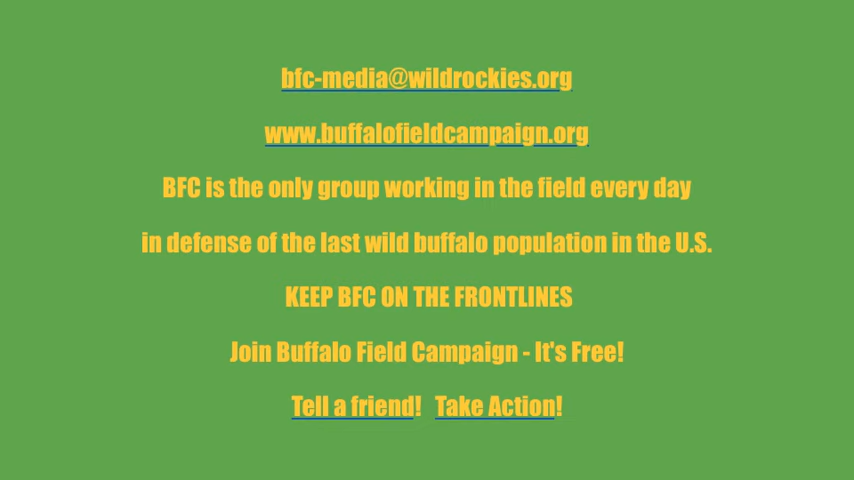 bfc-media@wildrockies.org
www.buffalofieldcampaign.org
BFC is the only group working in the field every day
in defense of the last wild buffalo population in the U.S.
KEEP BFC ON THE FRONTLINES
Join Buffalo Field Campaign - It's Free!
Tell a friend! Take Action!